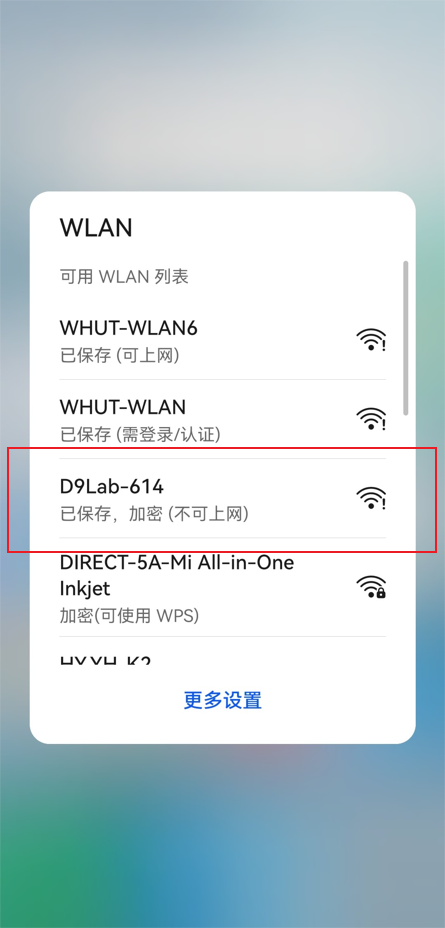 WLAN
可用 WLAN 列表
WHUT-WLAN6
已保存 (可上网)
WHUT-WLAN
已保存 (需登录/认证)
D9Lab-614
已保存，加密 (不可上网)
DIRECT-5A-Mi All-in-One
Inkjet
加密(可使用 WPS)
更多设置